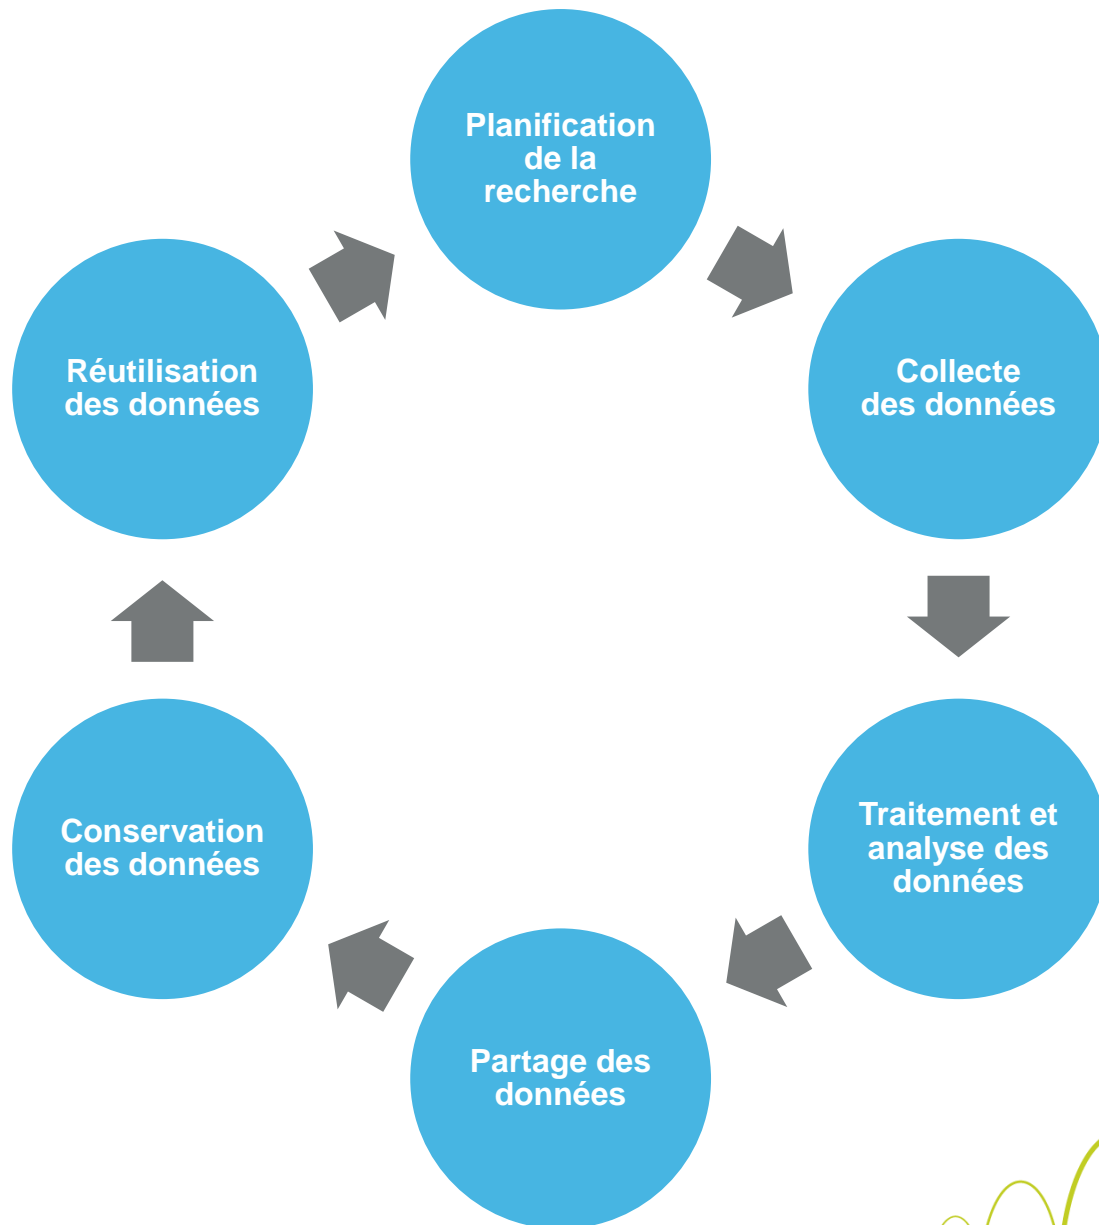 Planification
de la
recherche
Collecte
des données
Traitement et
analyse des
données
Partage des
données
Conservation
des données
Réutilisation
des données